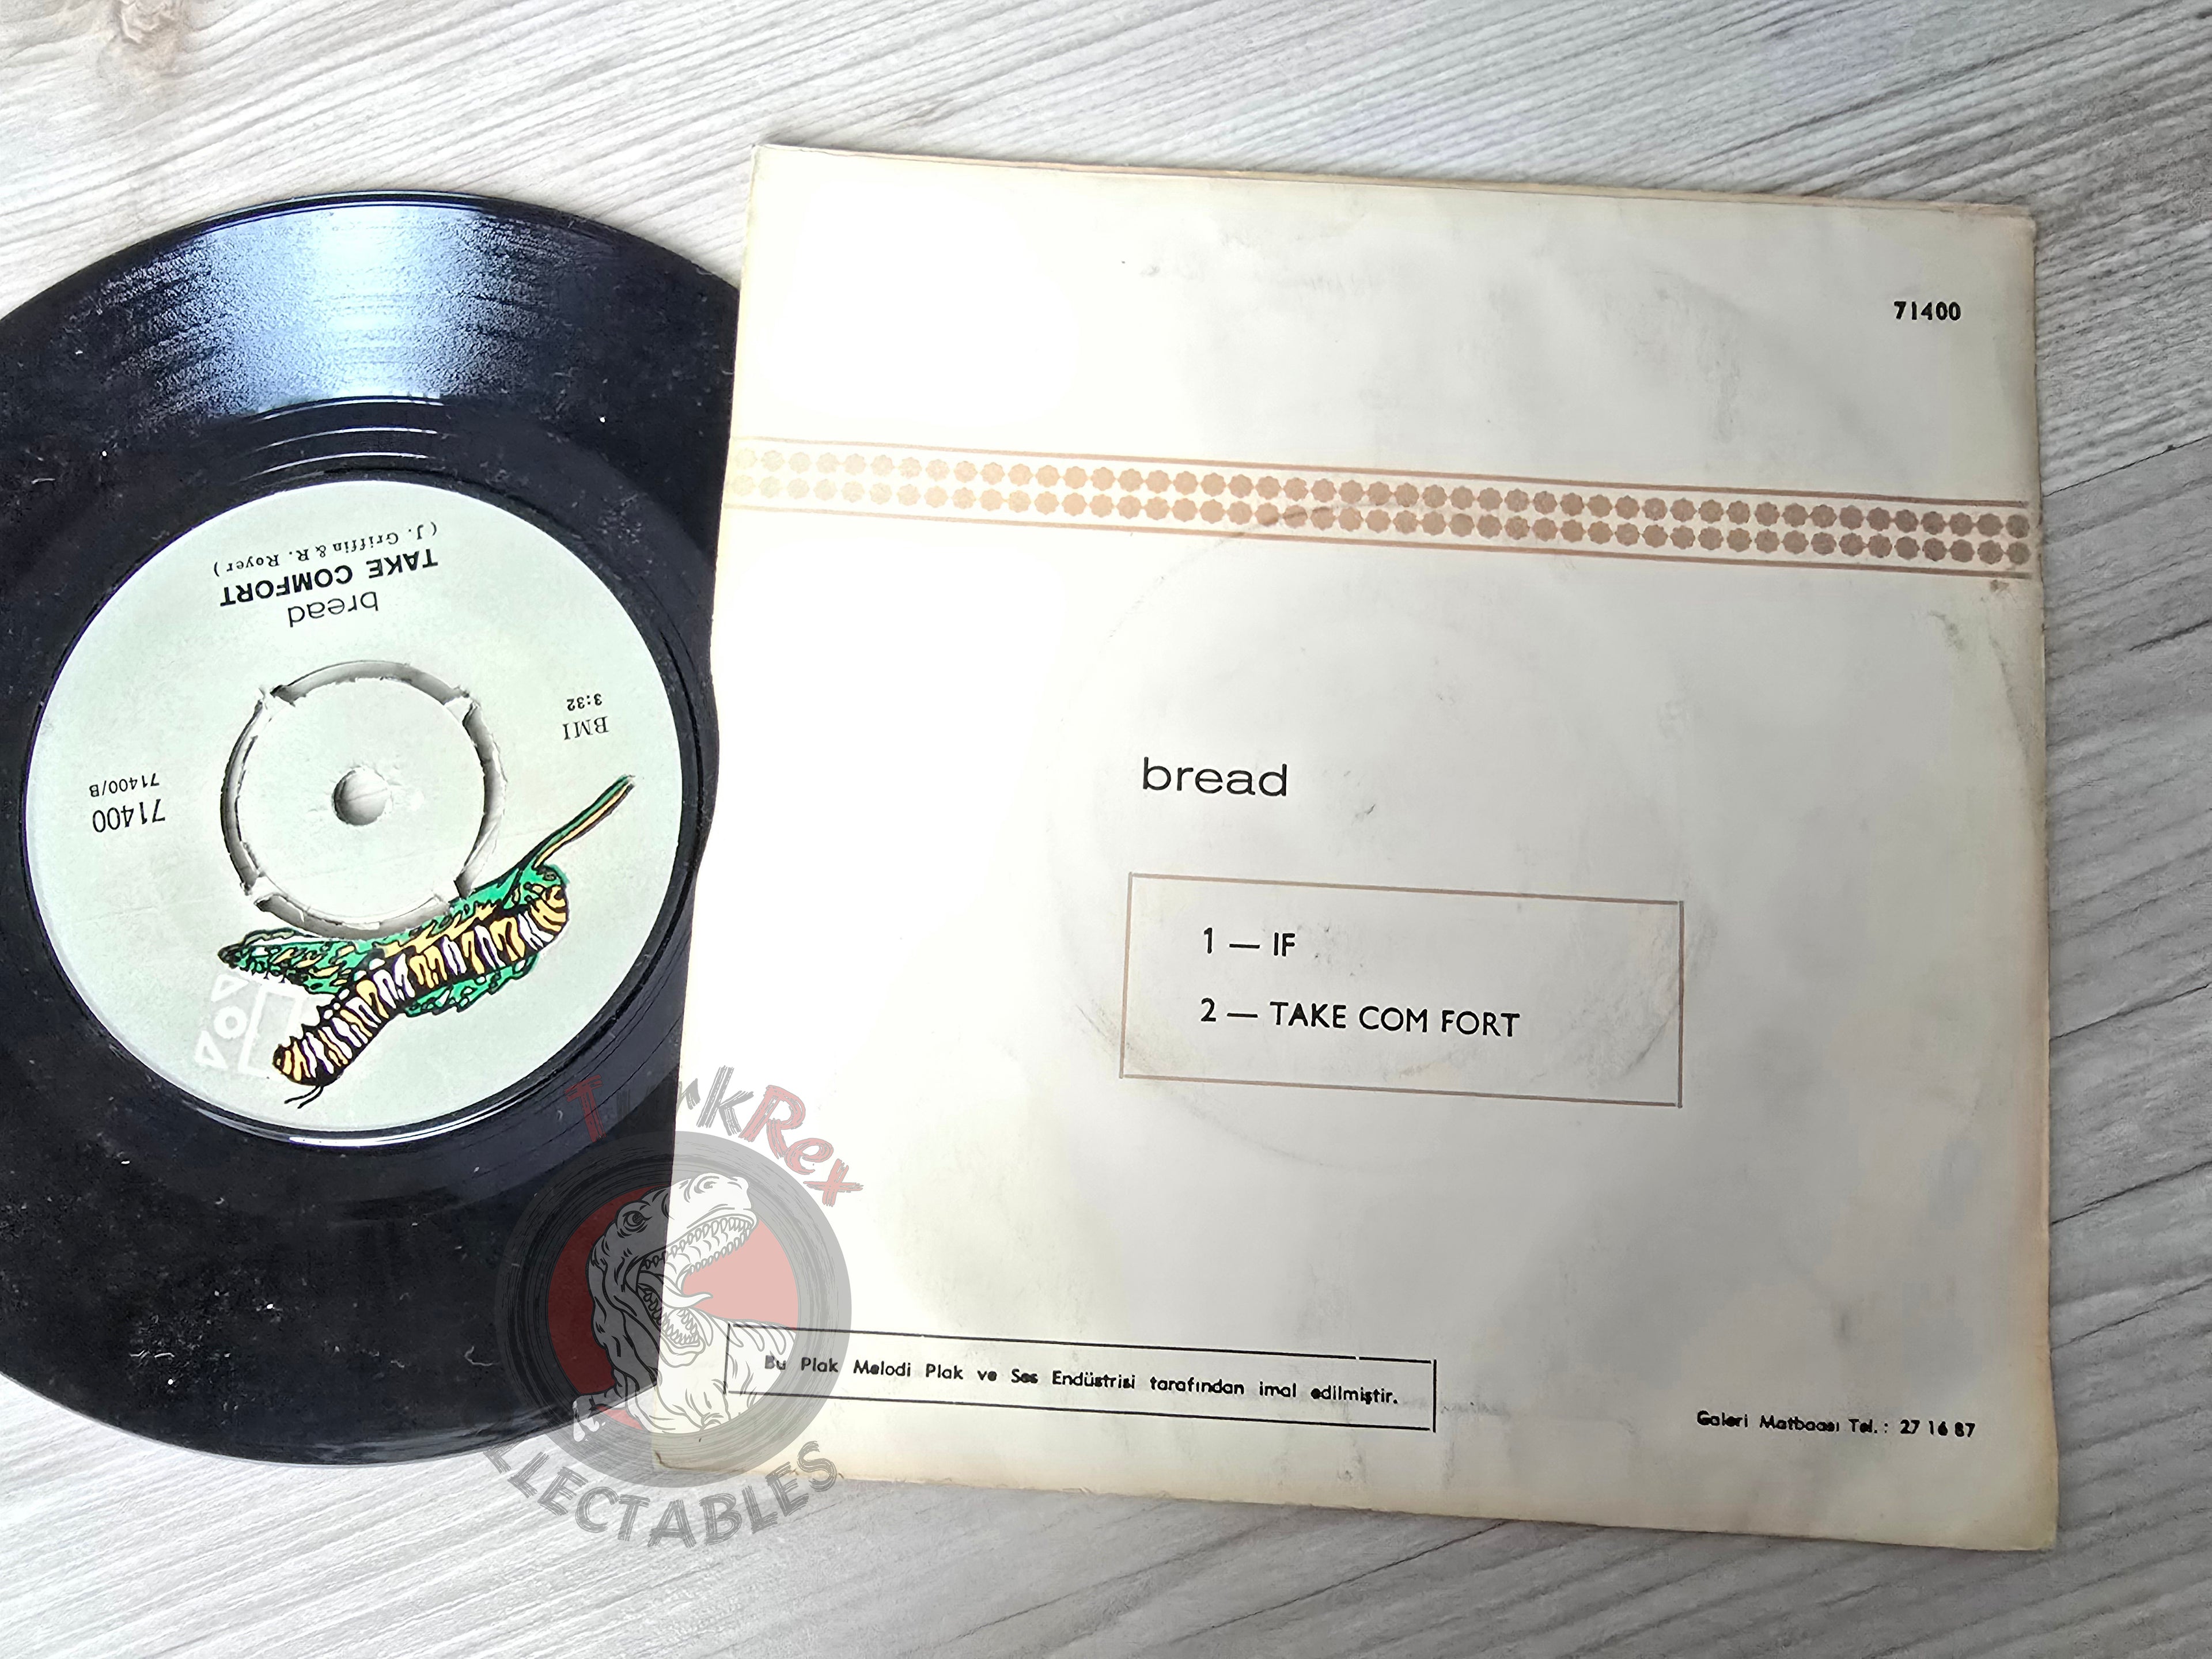 bread
TAKE COMFORT
( J. Griffin & R. Royer )
BMI
3:32
71400
71400/B
71400
bread
1 — IF
2 — TAKE COM FORT
Bu Plak Melodi Plak ve Ses Endüstrisi tarafından imal edilmiştir.
Galeri Matbaası Tel. : 27 16 87